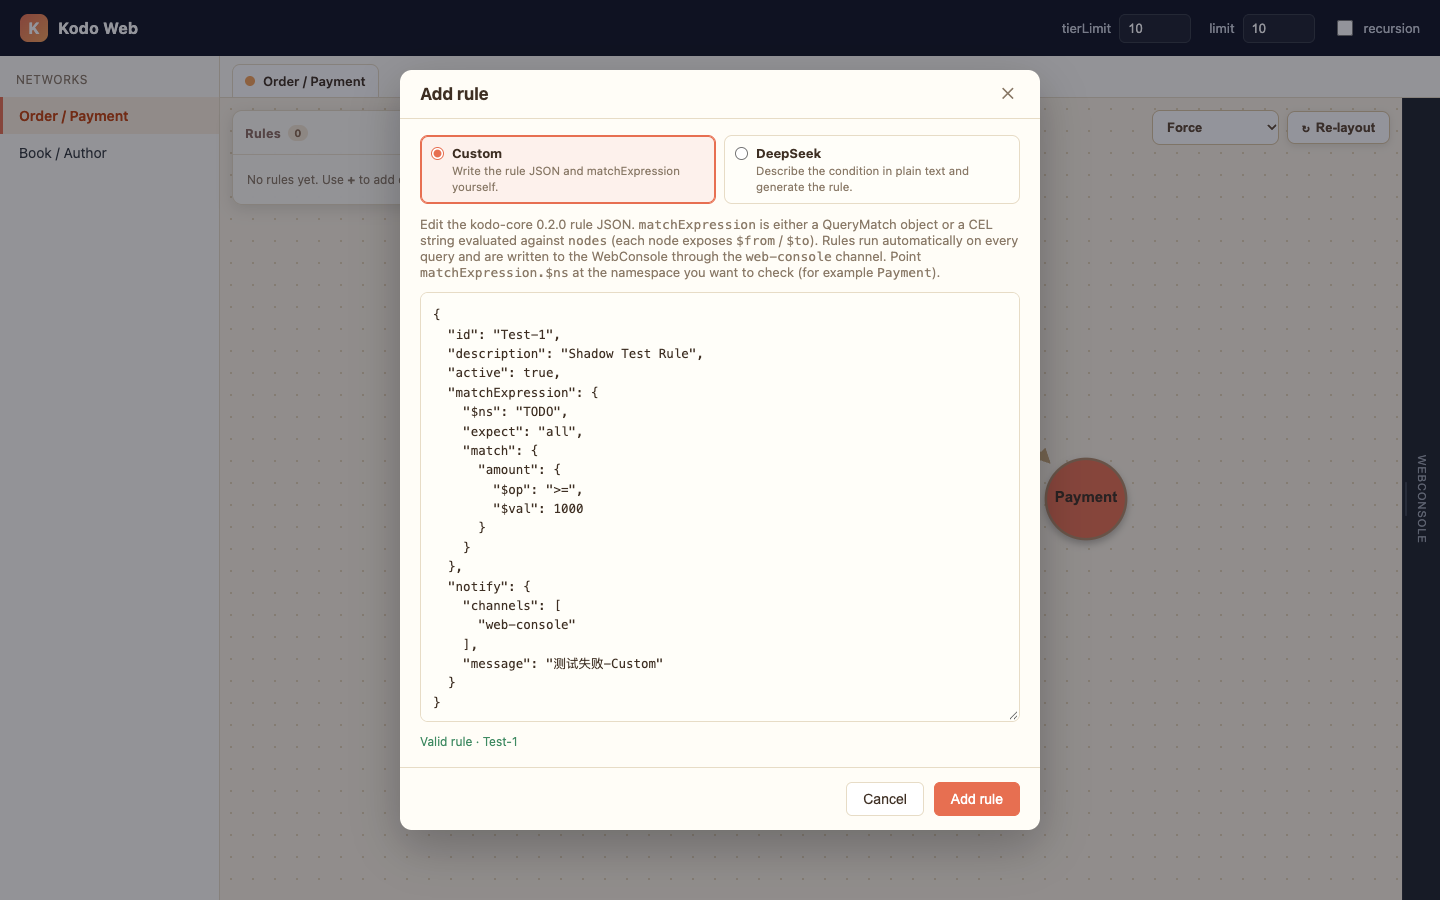 K
Kodo Web
tierLimit 10 limit 10 recursion
NETWORKS
Order / Payment
Book / Author
Order / Payment
Rules 0
No rules yet. Use + to add
Force
↻ Re-layout
Payment
WEBCONSOLE
Add rule
Custom
Write the rule JSON and matchExpression
yourself.
DeepSeek
Describe the condition in plain text and
generate the rule.
Edit the kodo-core 0.2.0 rule JSON. matchExpression is either a QueryMatch object or a CEL
string evaluated against nodes (each node exposes $from / $to). Rules run automatically on every
query and are written to the WebConsole through the web-console channel. Point
matchExpression.$ns at the namespace you want to check (for example Payment).
{
  "id": "Test-1",
  "description": "Shadow Test Rule",
  "active": true,
  "matchExpression": {
    "$ns": "TODO",
    "expect": "all",
    "match": {
      "amount": {
        "$op": ">=",
        "$val": 1000
      }
    }
  },
  "notify": {
    "channels": [
      "web-console"
    ],
    "message": "测试失败-Custom"
  }
}
Valid rule · Test-1
Cancel
Add rule